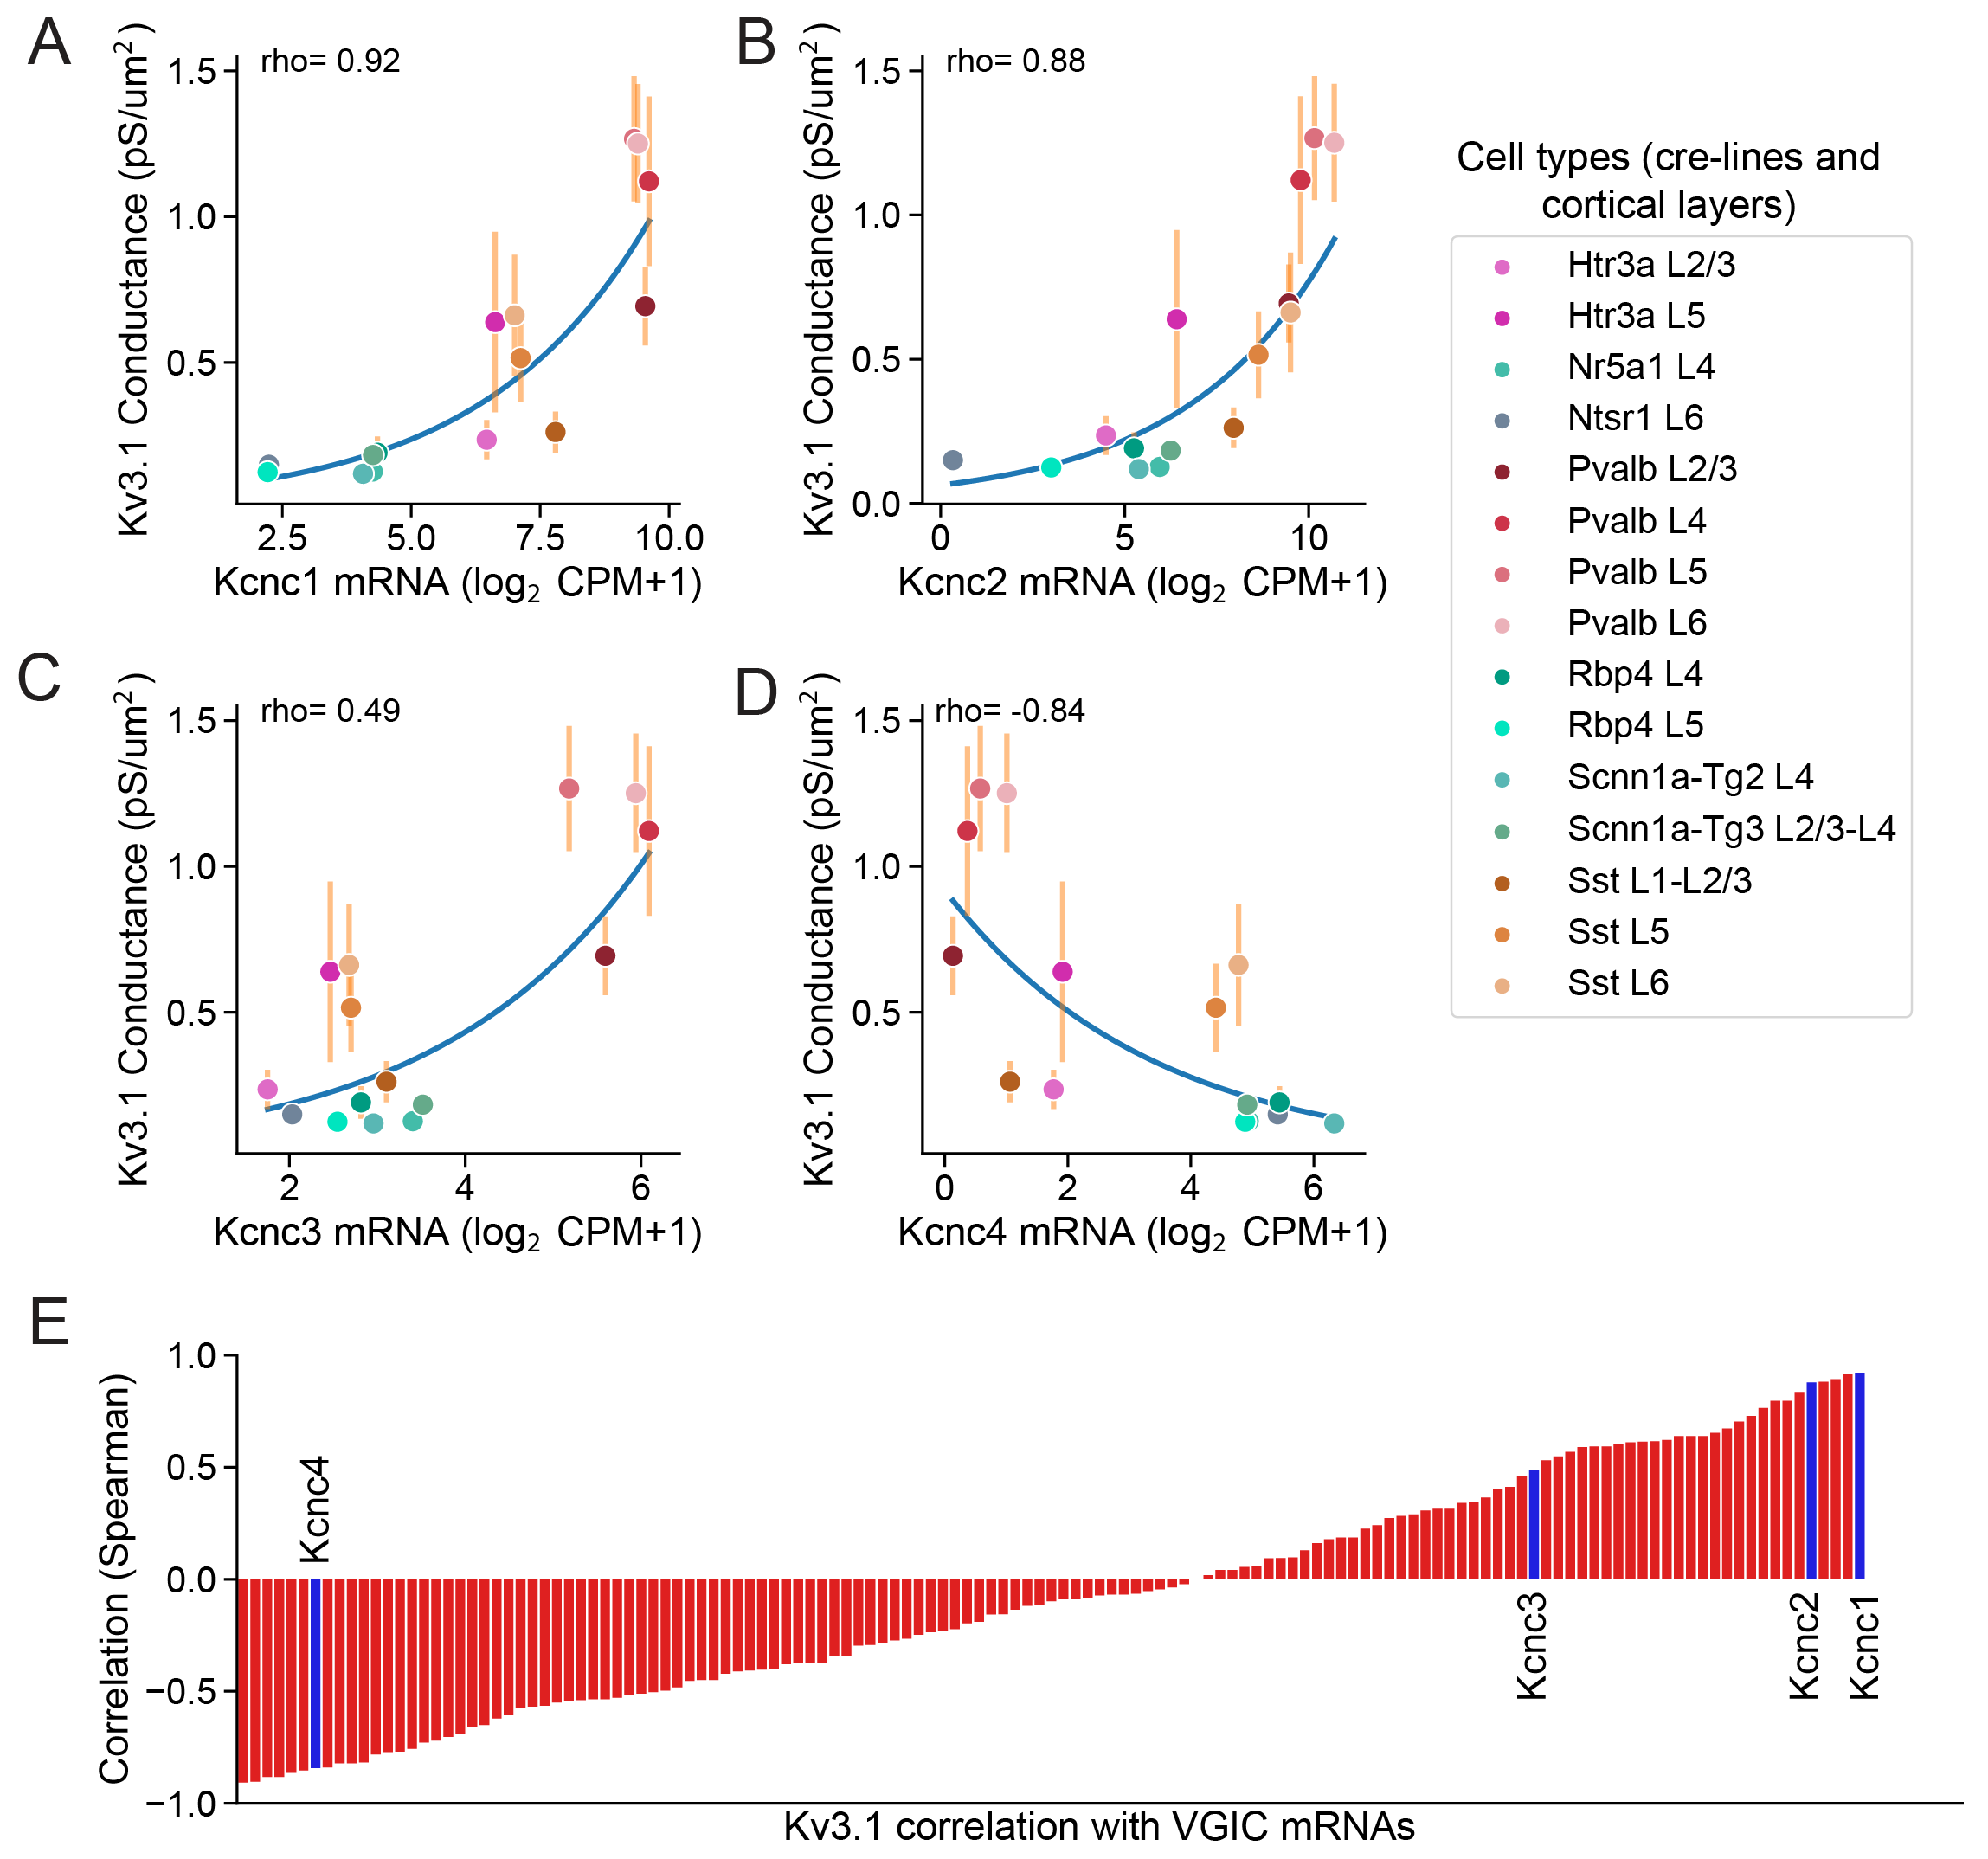 A
rho= 0.92
Kv3.1 Conductance (pS/um²)
1.5
1.0
0.5
2.5 5.0 7.5 10.0
Kcnc1 mRNA (log₂ CPM+1)
B
rho= 0.88
Kv3.1 Conductance (pS/um²)
1.5
1.0
0.5
0.0
0 5 10
Kcnc2 mRNA (log₂ CPM+1)
Cell types (cre-lines and
cortical layers)
Htr3a L2/3
Htr3a L5
Nr5a1 L4
Ntsr1 L6
Pvalb L2/3
Pvalb L4
Pvalb L5
Pvalb L6
Rbp4 L4
Rbp4 L5
Scnn1a-Tg2 L4
Scnn1a-Tg3 L2/3-L4
Sst L1-L2/3
Sst L5
Sst L6
C
rho= 0.49
Kv3.1 Conductance (pS/um²)
1.5
1.0
0.5
2 4 6
Kcnc3 mRNA (log₂ CPM+1)
D
rho= -0.84
Kv3.1 Conductance (pS/um²)
1.5
1.0
0.5
0 2 4 6
Kcnc4 mRNA (log₂ CPM+1)
E
Correlation (Spearman)
1.0
0.5
0.0
−0.5
−1.0
Kcnc4
Kcnc3
Kcnc2
Kcnc1
Kv3.1 correlation with VGIC mRNAs